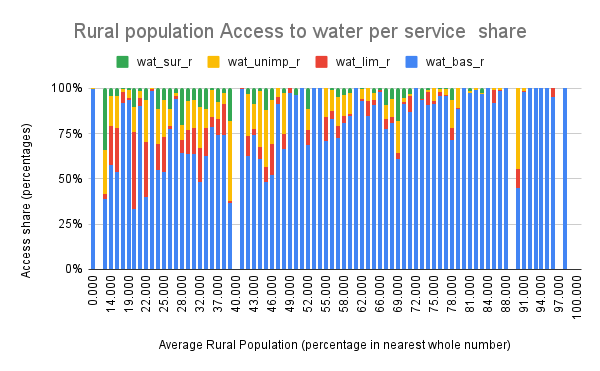 Rural population Access to water per service  share
wat_sur_r wat_unimp_r wat_lim_r wat_bas_r
100%
75%
50%
25%
0%
Access share (percentages)
0.000 14.000 18.000 22.000 25.000 28.000 32.000 35.000 40.000 43.000 46.000 49.000 52.000 55.000 58.000 62.000 66.000 69.000 72.000 75.000 78.000 81.000 84.000 88.000 91.000 94.000 97.000 100.000
Average Rural Population (percentage in nearest whole number)